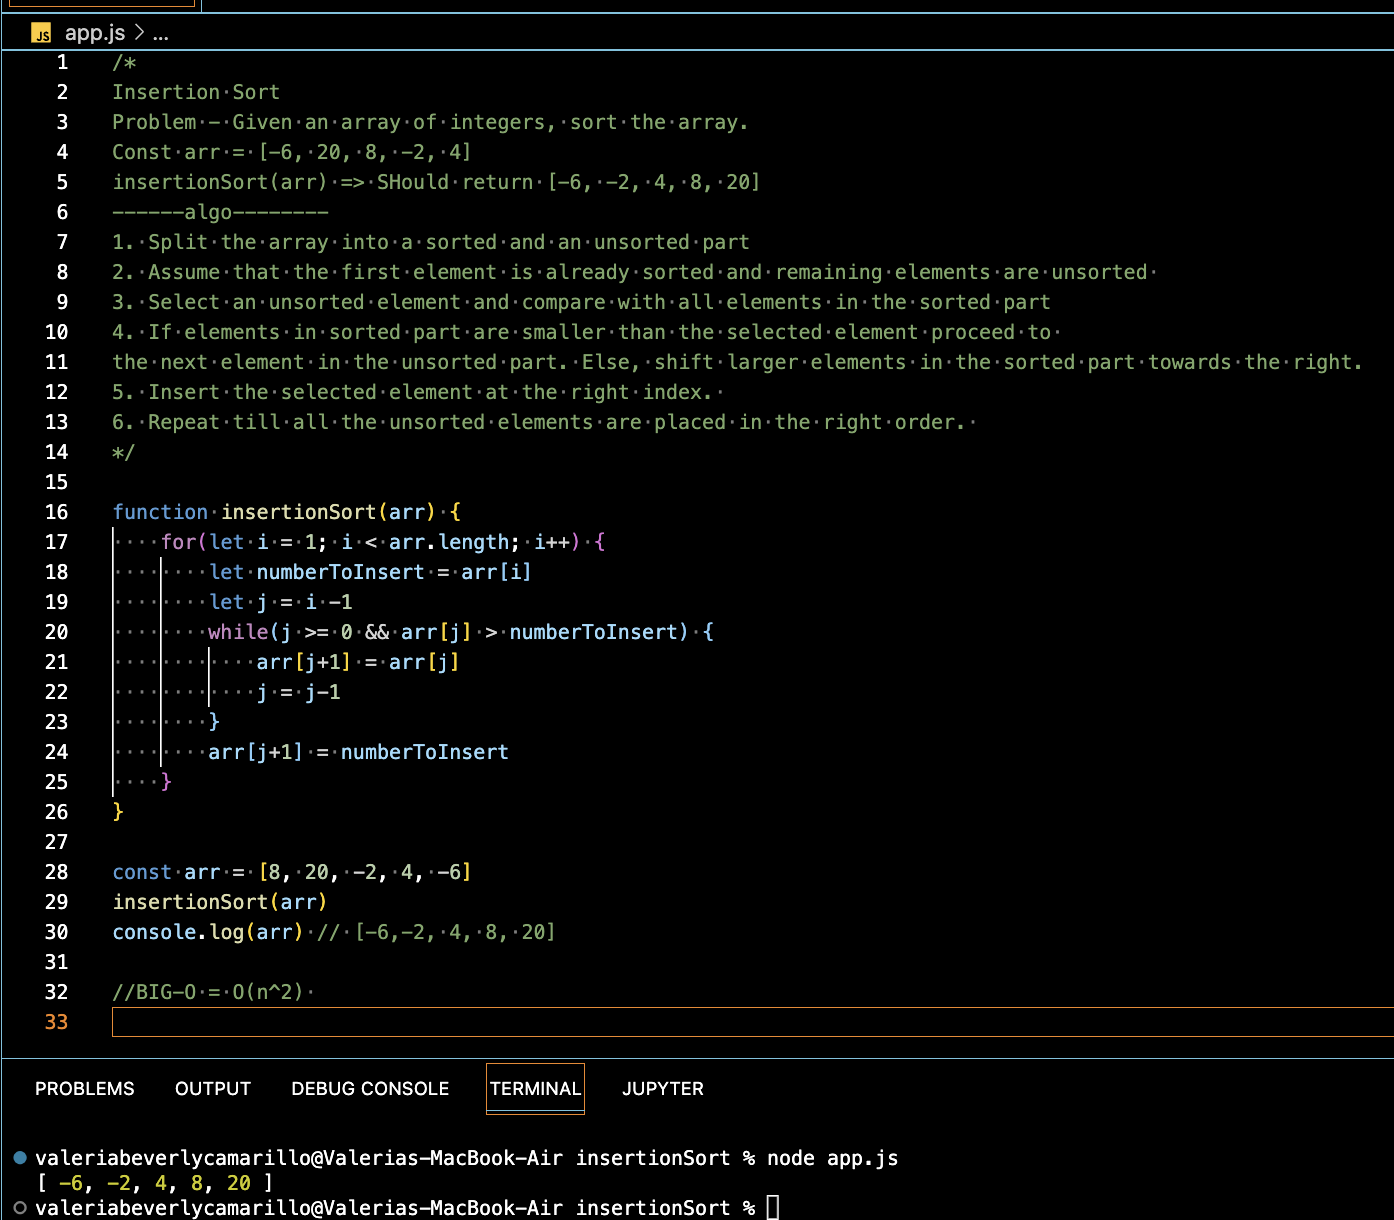 JS app.js > ...
1 /*
2 Insertion Sort
3 Problem - Given an array of integers, sort the array.
4 Const arr = [-6, 20, 8, -2, 4]
5 insertionSort(arr) => SHould return [-6, -2, 4, 8, 20]
6 ------algo--------
7 1. Split the array into a sorted and an unsorted part
8 2. Assume that the first element is already sorted and remaining elements are unsorted
9 3. Select an unsorted element and compare with all elements in the sorted part
10 4. If elements in sorted part are smaller than the selected element proceed to
11 the next element in the unsorted part. Else, shift larger elements in the sorted part towards the right.
12 5. Insert the selected element at the right index.
13 6. Repeat till all the unsorted elements are placed in the right order.
14 */
15
16 function insertionSort(arr) {
17     for(let i = 1; i < arr.length; i++) {
18         let numberToInsert = arr[i]
19         let j = i -1
20         while(j >= 0 && arr[j] > numberToInsert) {
21             arr[j+1] = arr[j]
22             j = j-1
23         }
24         arr[j+1] = numberToInsert
25     }
26 }
27
28 const arr = [8, 20, -2, 4, -6]
29 insertionSort(arr)
30 console.log(arr) // [-6,-2, 4, 8, 20]
31
32 //BIG-O = O(n^2)
33
PROBLEMS OUTPUT DEBUG CONSOLE TERMINAL JUPYTER
valeriabeverlycamarillo@Valerias-MacBook-Air insertionSort % node app.js
[ -6, -2, 4, 8, 20 ]
valeriabeverlycamarillo@Valerias-MacBook-Air insertionSort %